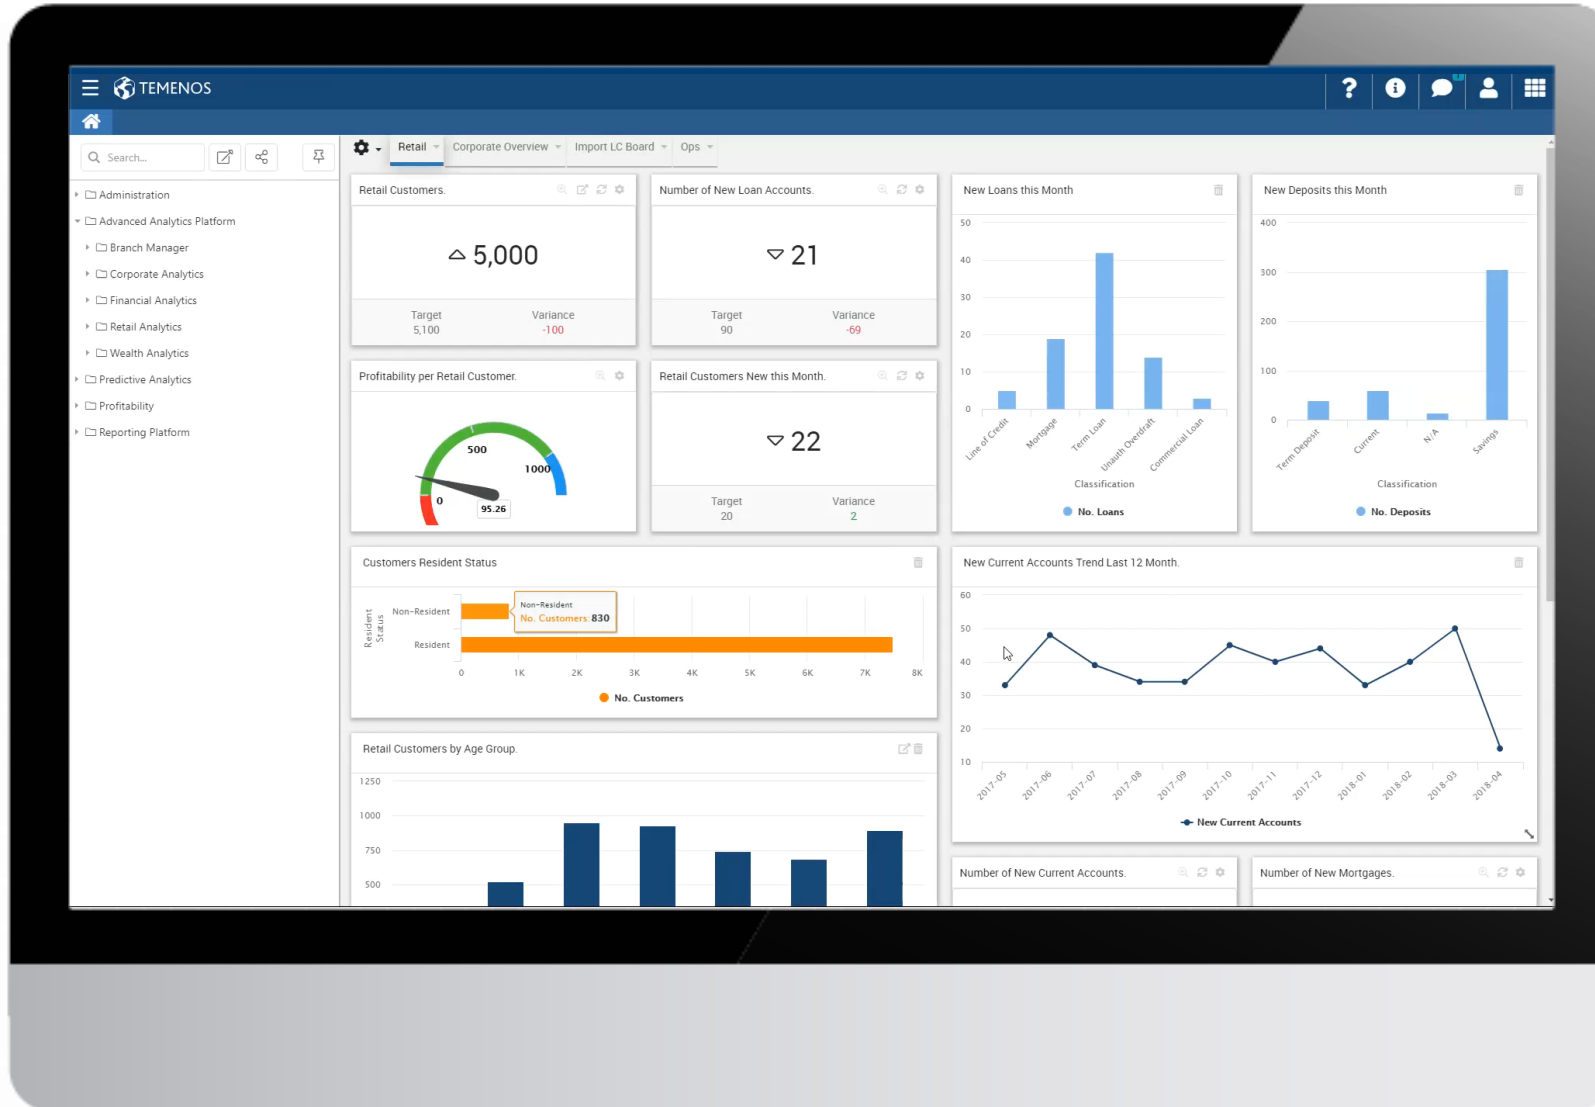 TEMENOS
Search...
Administration
Advanced Analytics Platform
Branch Manager
Corporate Analytics
Financial Analytics
Retail Analytics
Wealth Analytics
Predictive Analytics
Profitability
Reporting Platform
Retail
Corporate Overview
Import LC Board
Ops
Retail Customers.
5,000
Target
Variance
5,100
-100
Number of New Loan Accounts.
21
Target
Variance
90
-69
New Loans this Month
50
40
30
20
10
0
Line of Credit
Mortgage
Term Loan
Unauth Overdraft
Commercial Loan
Classification
No. Loans
New Deposits this Month
400
300
200
100
0
Term Deposit
Current
N/A
Savings
Classification
No. Deposits
Profitability per Retail Customer.
500
1000
0
95.26
Retail Customers New this Month.
22
Target
Variance
20
2
Customers Resident Status
Resident
Status
Non-Resident
Resident
Non-Resident
No. Customers: 830
0
1K
2K
3K
4K
5K
6K
7K
8K
No. Customers
New Current Accounts Trend Last 12 Month.
60
50
40
30
20
10
2017-05
2017-06
2017-07
2017-08
2017-09
2017-10
2017-11
2017-12
2018-01
2018-02
2018-03
2018-04
New Current Accounts
Retail Customers by Age Group.
1250
1000
750
500
Number of New Current Accounts.
Number of New Mortgages.